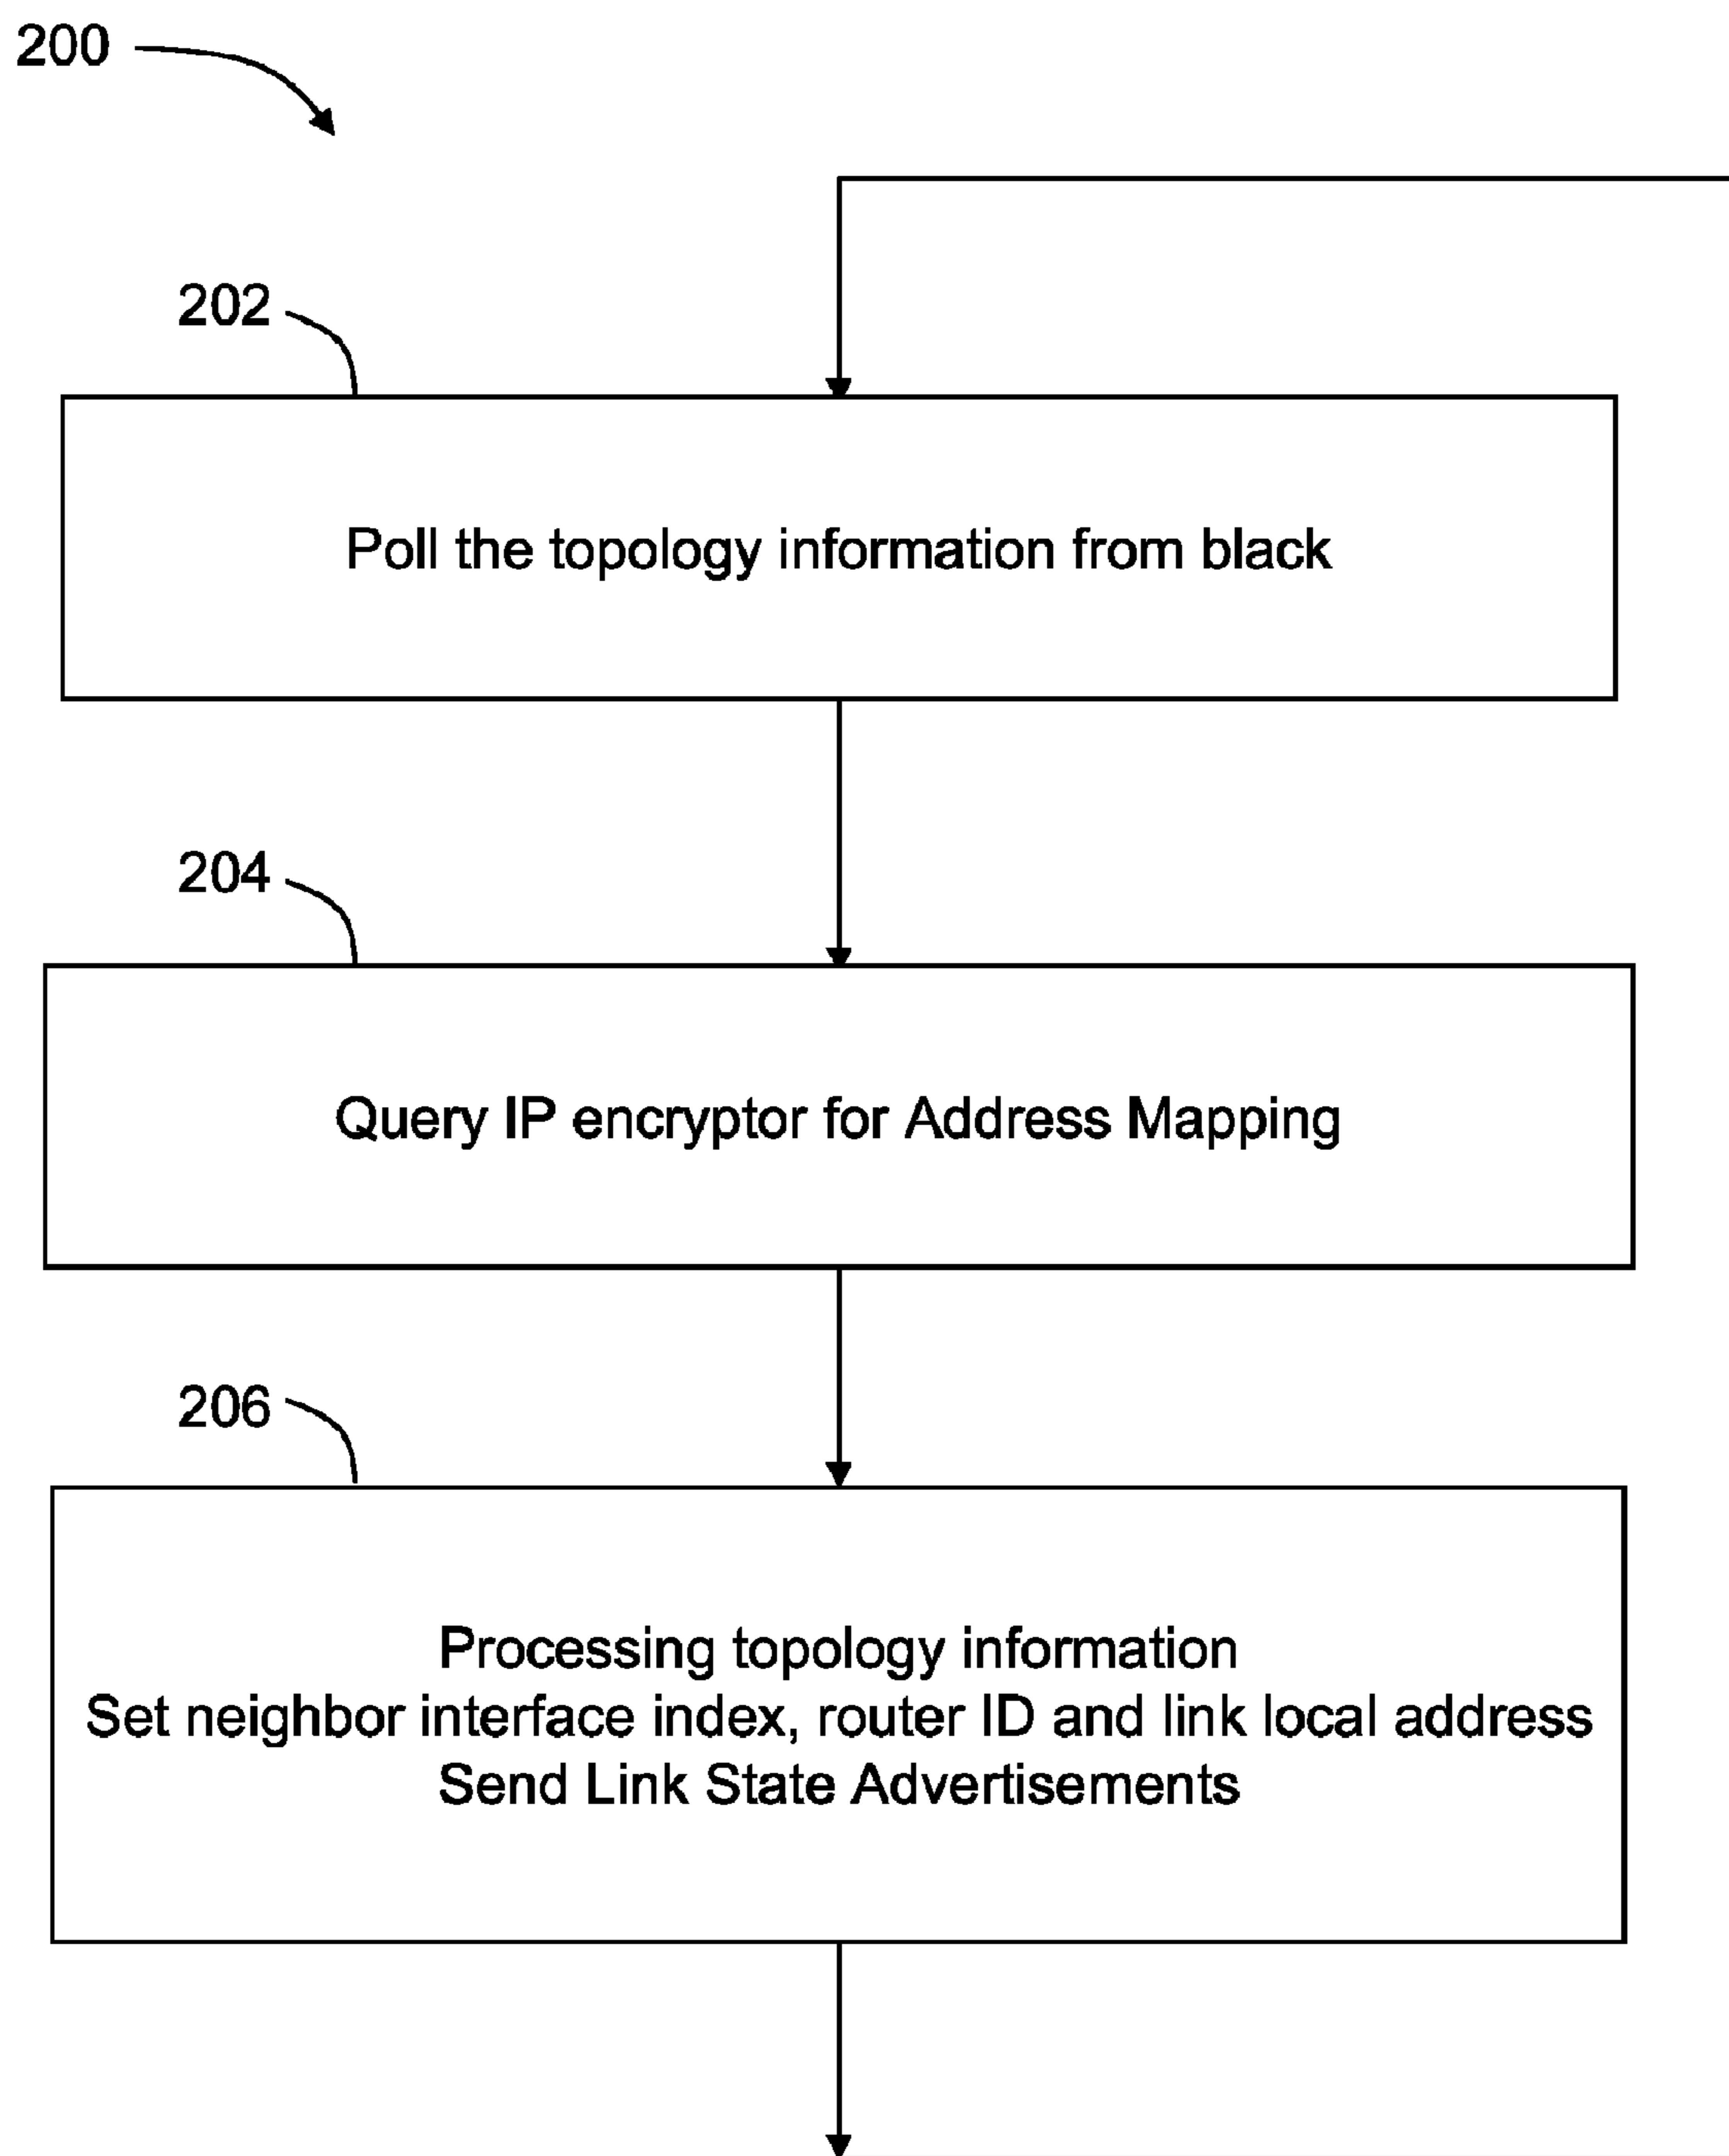 200
202
Poll the topology information from black
204
Query IP encryptor for Address Mapping
206
Processing topology information
Set neighbor interface index, router ID and link local address
Send Link State Advertisements